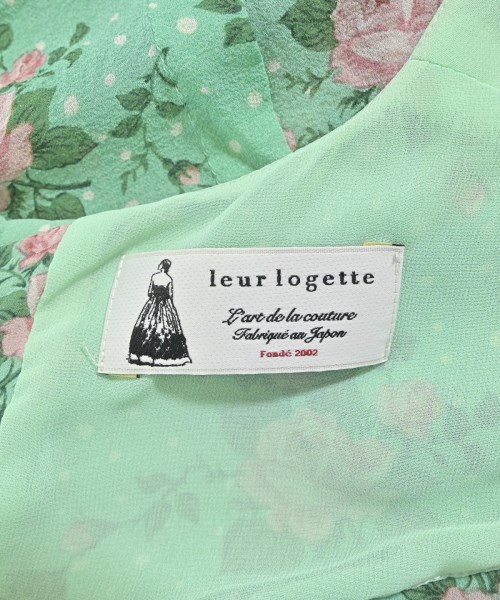 leur logette
L'art de la couture
Fabriqué au Japon
Fondé 2002